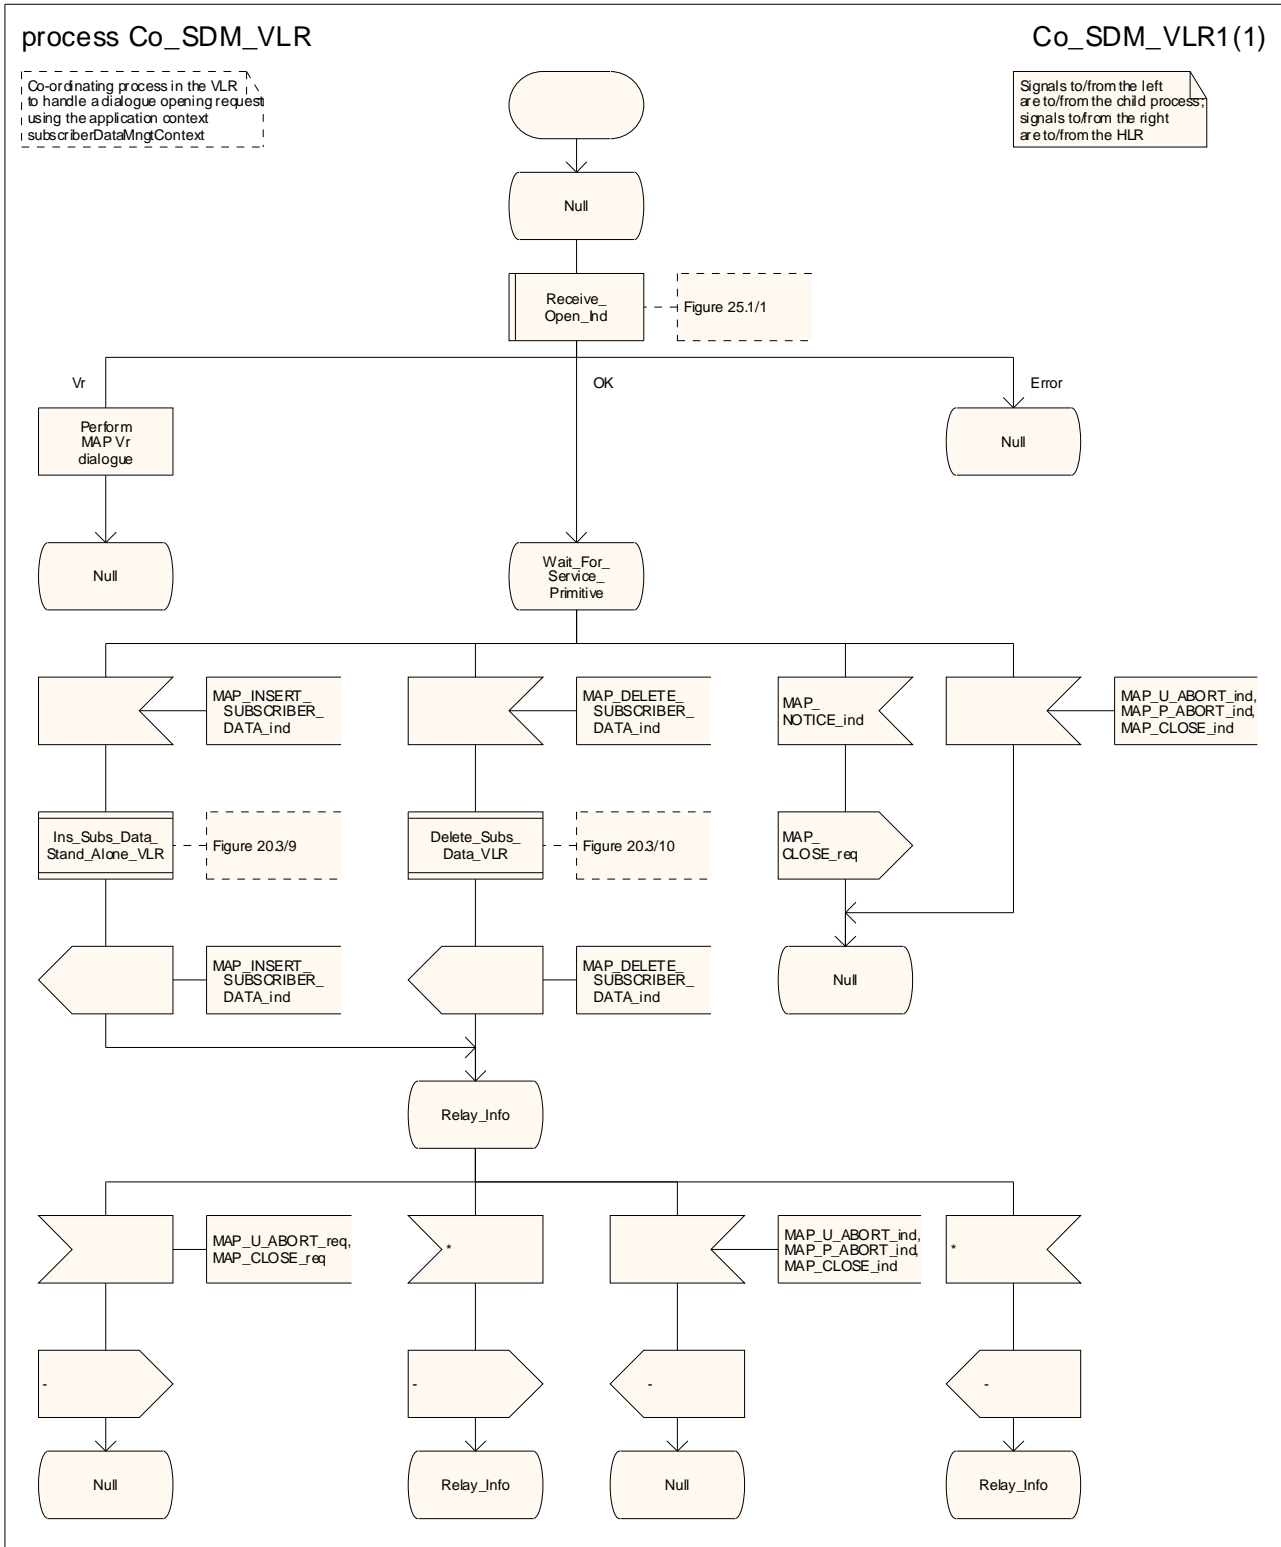 process Co_SDM_VLR
Co_SDM_VLR1(1)
Co-ordinating process in the VLR
to handle a dialogue opening request
using the application context
subscriberDataMngtContext
Signals to/from the left
are to/from the child process;
signals to/from the right
are to/from the HLR
Null
Receive_
Open_Ind
Figure 25.1/1
Vr
OK
Error
Perform
MAP Vr
dialogue
Null
Null
Wait_For_
Service_
Primitive
MAP_INSERT_
SUBSCRIBER_
DATA_ind
MAP_DELETE_
SUBSCRIBER_
DATA_ind
MAP_
NOTICE_ind
MAP_U_ABORT_ind,
MAP_P_ABORT_ind,
MAP_CLOSE_ind
Ins_Subs_Data_
Stand_Alone_VLR
Figure 20.3/9
Delete_Subs_
Data_VLR
Figure 20.3/10
MAP_
CLOSE_req
MAP_INSERT_
SUBSCRIBER_
DATA_ind
MAP_DELETE_
SUBSCRIBER_
DATA_ind
Null
Relay_Info
MAP_U_ABORT_req,
MAP_CLOSE_req
*
MAP_U_ABORT_ind,
MAP_P_ABORT_ind,
MAP_CLOSE_ind
*
-
-
-
-
Null
Relay_Info
Null
Relay_Info